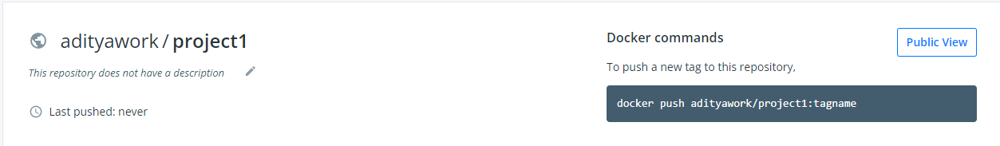 adityawork / project1
This repository does not have a description
Last pushed: never
Docker commands
Public View
To push a new tag to this repository,
docker push adityawork/project1:tagname